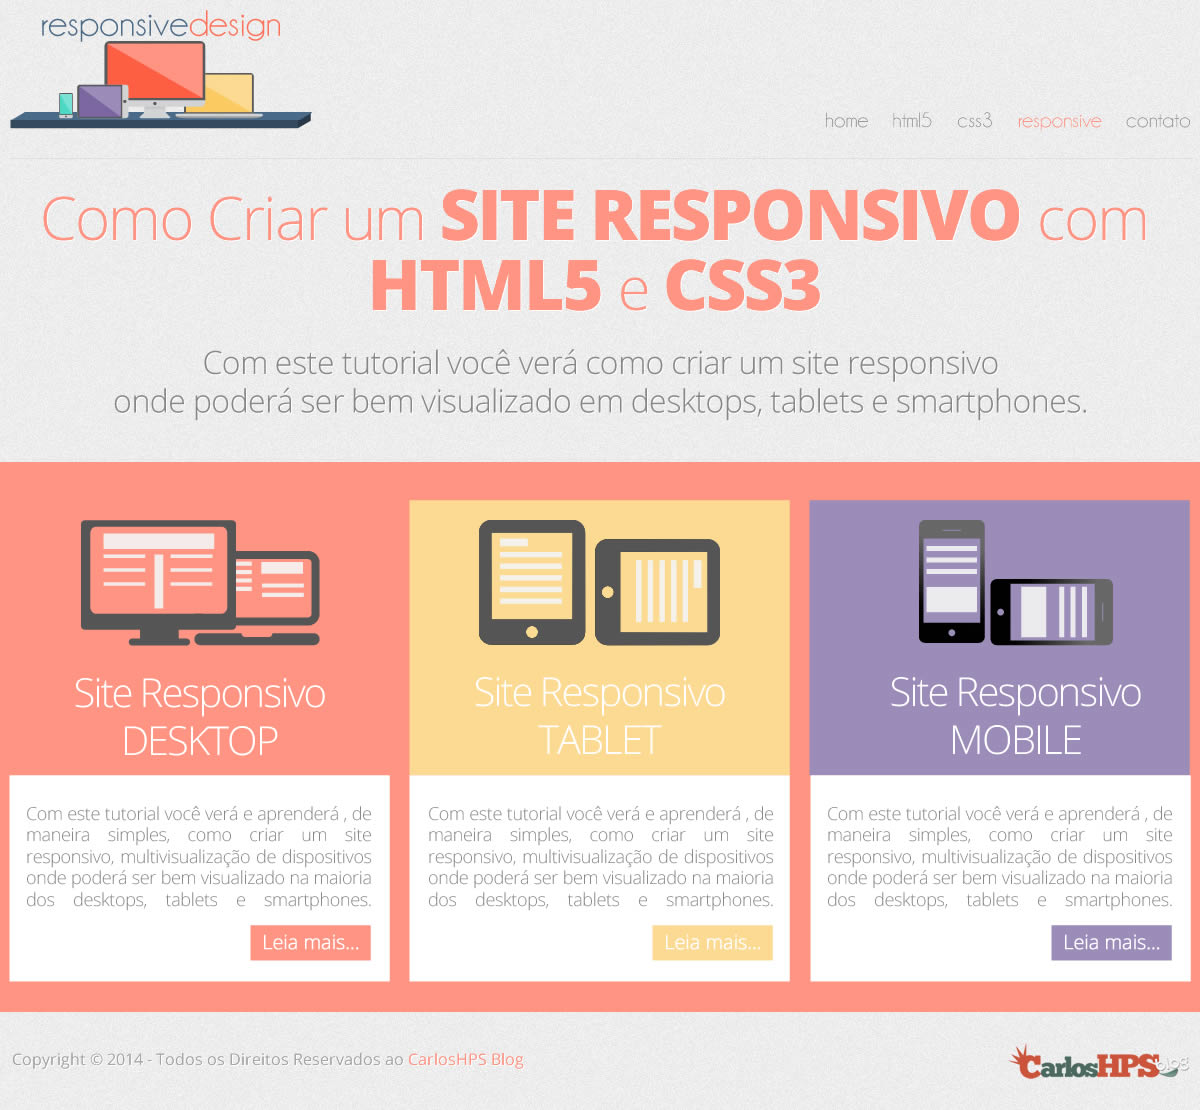 responsivedesign
home html5 css3 responsive contato
Como Criar um SITE RESPONSIVO com
HTML5 e CSS3
Com este tutorial você verá como criar um site responsivo
onde poderá ser bem visualizado em desktops, tablets e smartphones.
Site Responsivo
DESKTOP
Com este tutorial você verá e aprenderá , de
maneira simples, como criar um site
responsivo, multivisualização de dispositivos
onde poderá ser bem visualizado na maioria
dos desktops, tablets e smartphones.
Leia mais...
Site Responsivo
TABLET
Com este tutorial você verá e aprenderá , de
maneira simples, como criar um site
responsivo, multivisualização de dispositivos
onde poderá ser bem visualizado na maioria
dos desktops, tablets e smartphones.
Leia mais...
Site Responsivo
MOBILE
Com este tutorial você verá e aprenderá , de
maneira simples, como criar um site
responsivo, multivisualização de dispositivos
onde poderá ser bem visualizado na maioria
dos desktops, tablets e smartphones.
Leia mais...
Copyright © 2014 - Todos os Direitos Reservados ao CarlosHPS Blog
CarlosHPS blog